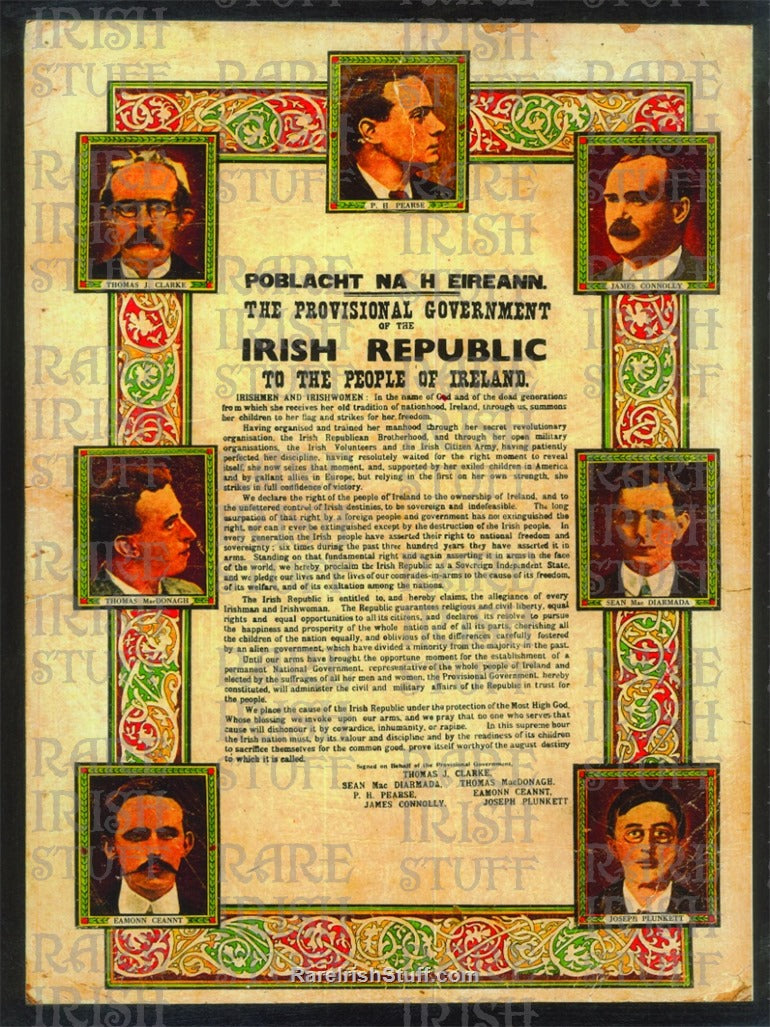 P. H. PEARSE
THOMAS J. CLARKE
JAMES CONNOLLY
POBLACHT NA H EIREANN.
THE PROVISIONAL GOVERNMENT
OF THE
IRISH REPUBLIC
TO THE PEOPLE OF IRELAND.
IRISHMEN AND IRISHWOMEN: In the name of God and of the dead generations
from which she receives her old tradition of nationhood, Ireland, through us, summons
her children to her flag and strikes for her freedom.
Having organised and trained her manhood through her secret revolutionary
organisation, the Irish Republican Brotherhood, and through her open military
organisations, the Irish Volunteers and the Irish Citizen Army, having patiently
perfected her discipline, having resolutely waited for the right moment to reveal
itself, she now seizes that moment, and, supported by her exiled children in America
and by gallant allies in Europe, but relying in the first on her own strength, she
strikes in full confidence of victory.
We declare the right of the people of Ireland to the ownership of Ireland, and to
the unfettered control of Irish destinies, to be sovereign and indefeasible. The long
usurpation of that right by a foreign people and government has not extinguished the
right, nor can it ever be extinguished except by the destruction of the Irish people. In
every generation the Irish people have asserted their right to national freedom and
sovereignty; six times during the past three hundred years they have asserted it in
arms. Standing on that fundamental right and again asserting it in arms in the face
of the world, we hereby proclaim the Irish Republic as a Sovereign Independent State,
and we pledge our lives and the lives of our comrades-in-arms to the cause of its freedom,
of its welfare, and of its exaltation among the nations.
The Irish Republic is entitled to, and hereby claims, the allegiance of every
Irishman and Irishwoman. The Republic guarantees religious and civil liberty, equal
rights and equal opportunities to all its citizens, and declares its resolve to pursue
the happiness and prosperity of the whole nation and of all its parts, cherishing all
the children of the nation equally, and oblivious of the differences carefully fostered
by an alien government, which have divided a minority from the majority in the past.
Until our arms have brought the opportune moment for the establishment of a
permanent National Government, representative of the whole people of Ireland and
elected by the suffrages of all her men and women, the Provisional Government, hereby
constituted, will administer the civil and military affairs of the Republic in trust for
the people.
We place the cause of the Irish Republic under the protection of the Most High God,
Whose blessing we invoke upon our arms, and we pray that no one who serves that
cause will dishonour it by cowardice, inhumanity, or rapine. In this supreme hour
the Irish nation must, by its valour and discipline and by the readiness of its children
to sacrifice themselves for the common good, prove itself worthy of the august destiny
to which it is called.
Signed on Behalf of the Provisional Government,
THOMAS J. CLARKE,
SEAN Mac DIARMADA, THOMAS MacDONAGH,
P. H. PEARSE, EAMONN CEANNT,
JAMES CONNOLLY, JOSEPH PLUNKETT
THOMAS MacDONAGH
SEAN Mac DIARMADA
EAMONN CEANNT
JOSEPH PLUNKETT
RARE
IRISH
STUFF
RareIrishStuff.com